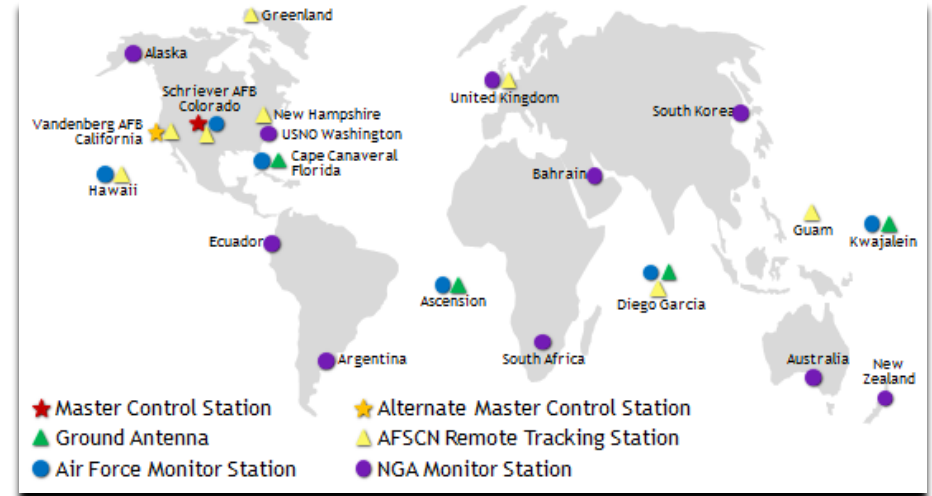 Greenland
Alaska
Schriever AFB
Colorado
New Hampshire
Vandenberg AFB
California
USNO Washington
Cape Canaveral
Florida
Hawaii
United Kingdom
South Korea
Bahrain
Guam
Kwajalein
Ecuador
Ascension
Diego Garcia
Argentina
South Africa
Australia
New
Zealand
Master Control Station
Alternate Master Control Station
Ground Antenna
AFSCN Remote Tracking Station
Air Force Monitor Station
NGA Monitor Station